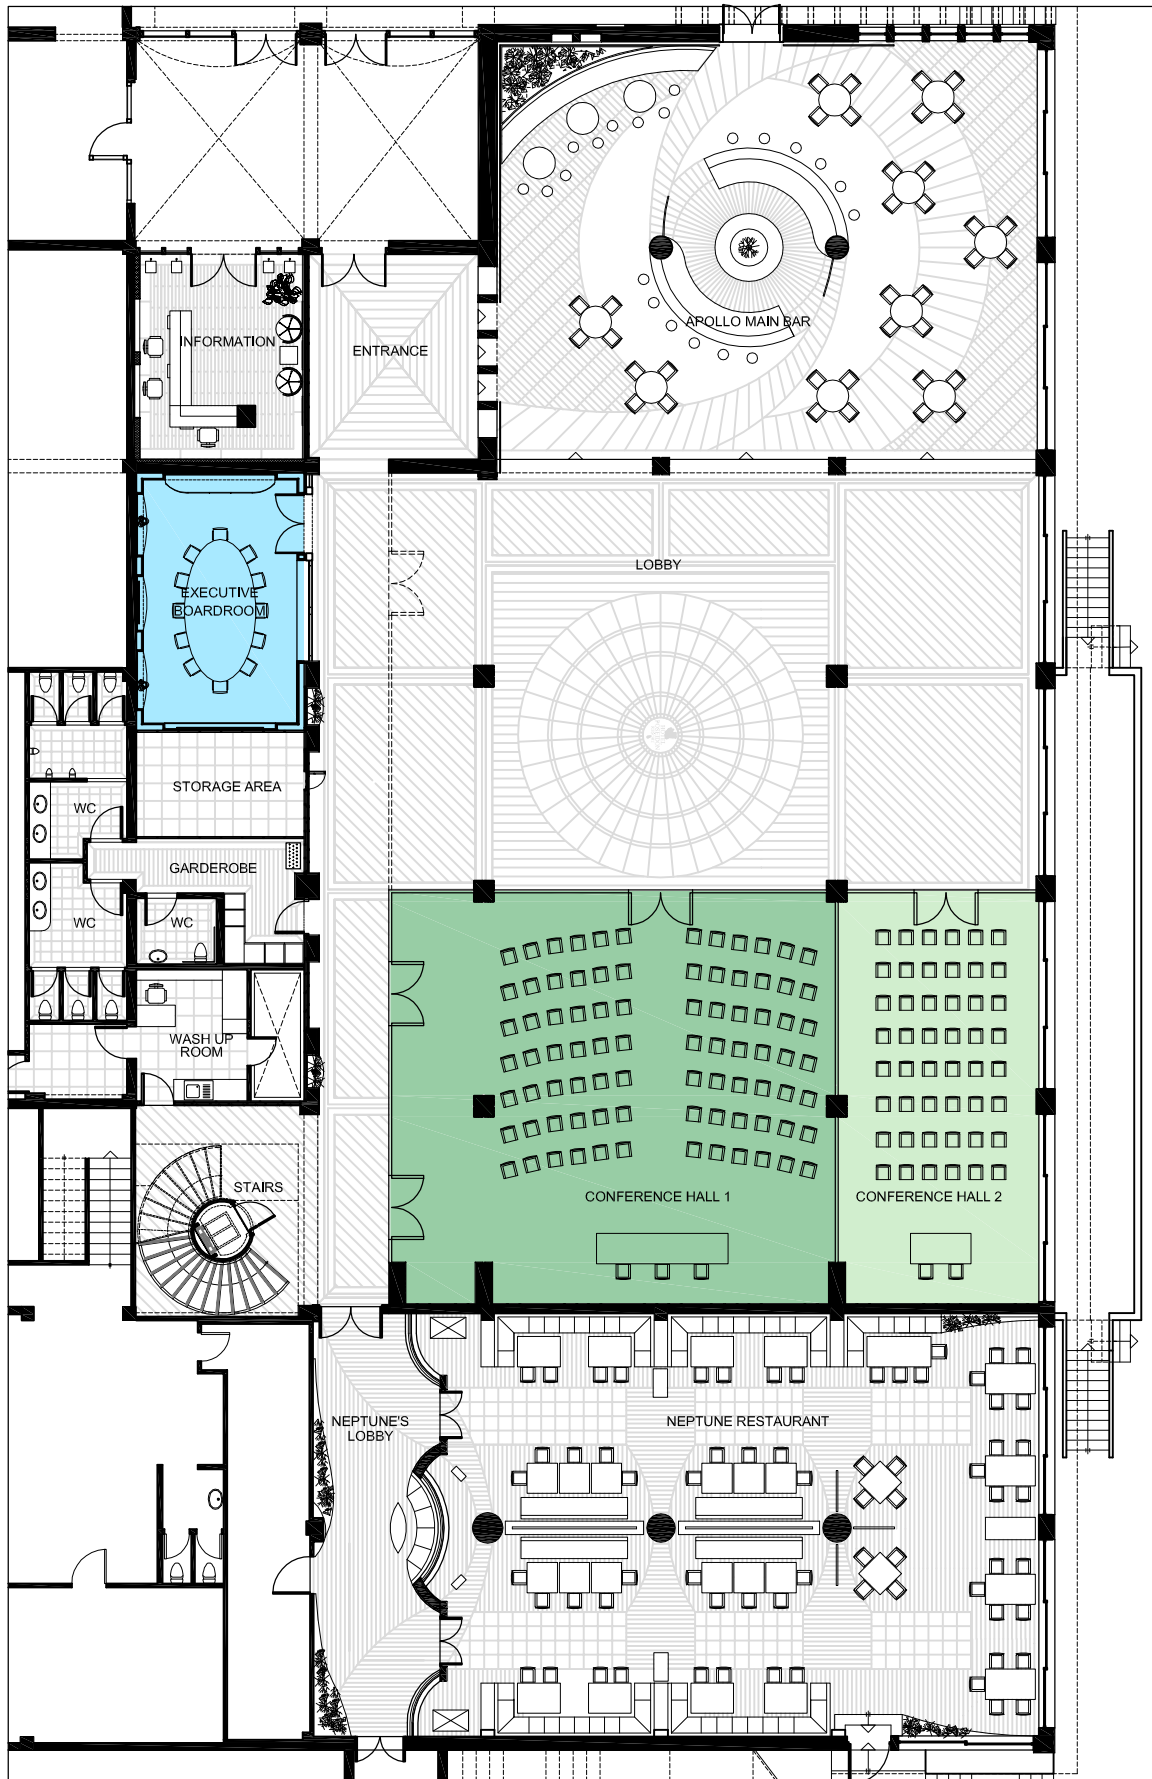 APOLLO MAIN BAR
INFORMATION
ENTRANCE
LOBBY
EXECUTIVE
BOARDROOM
STORAGE AREA
WC
GARDEROBE
WC
WC
WASH UP
ROOM
STAIRS
CONFERENCE HALL 1
CONFERENCE HALL 2
NEPTUNE'S
LOBBY
NEPTUNE RESTAURANT